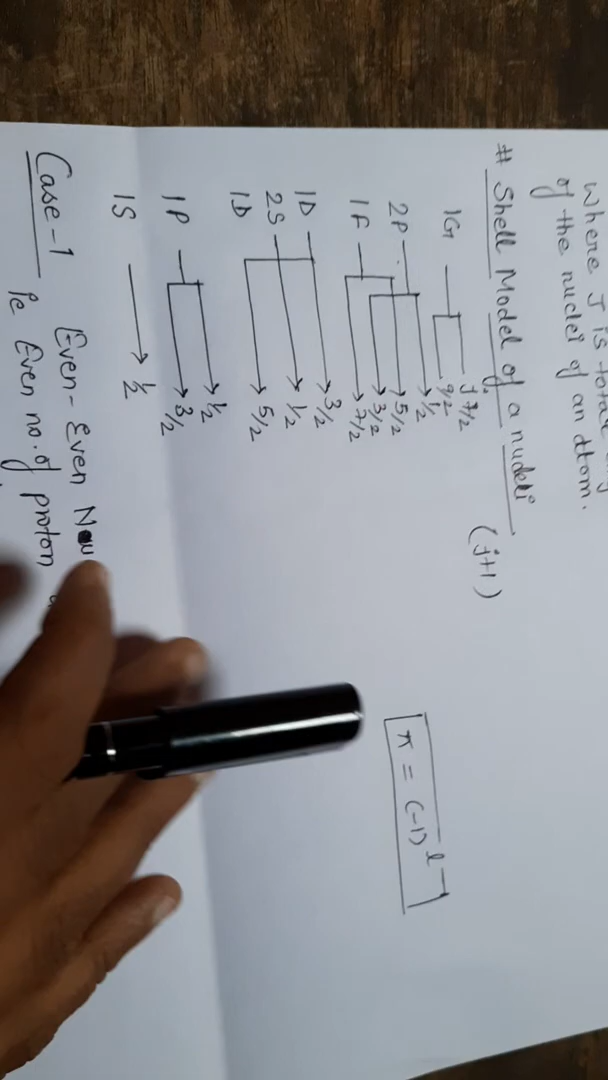 Where J is total
of the nuclei of an atom.
# Shell Model of a nucleli
(j+1)
1G J 7/2
9/2
2P 1/2
5/2
1F 3/2
7/2
1D 3/2
2S 1/2
1D 5/2
1P 1/2
3/2
1S 1/2
π = (-1)^l
Case-1 Even-Even
ie Even no. of proton